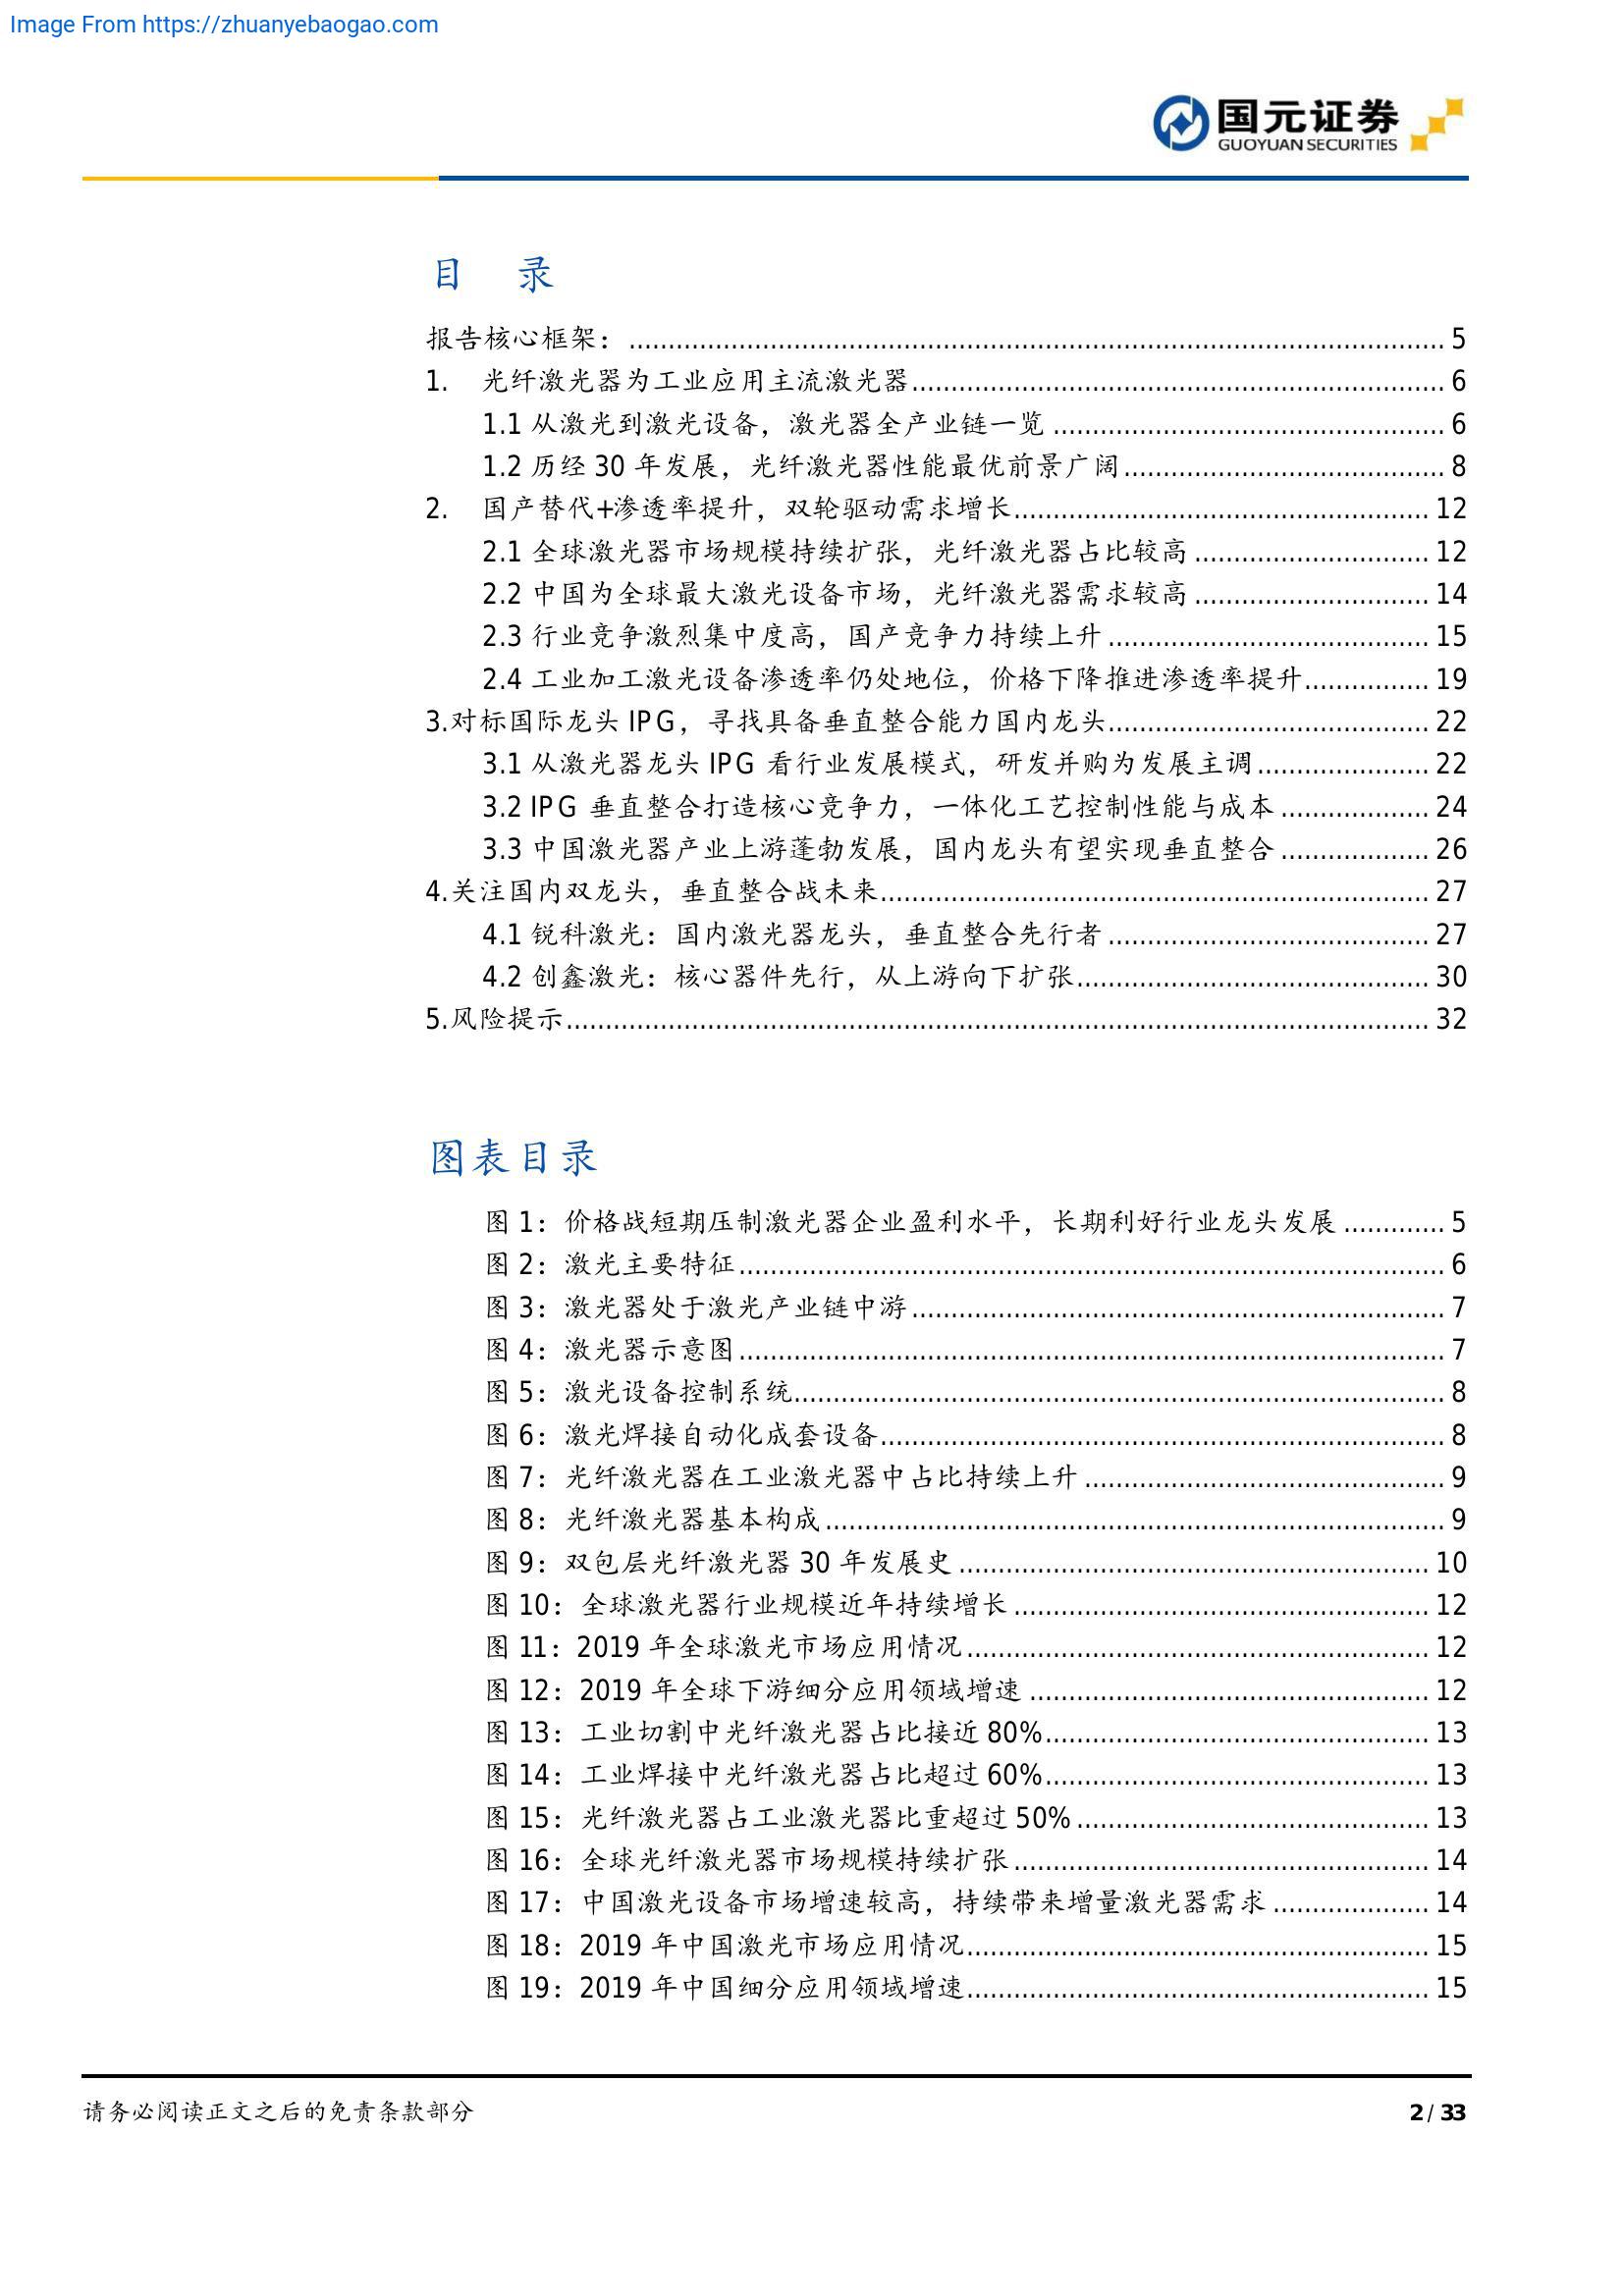 Image From https://zhuanyebaogao.com
国元证券
GUOYUAN SECURITIES
目 录
报告核心框架：........ 5
1. 光纤激光器为工业应用主流激光器........ 6
1.1 从激光到激光设备，激光器全产业链一览........ 6
1.2 历经 30 年发展，光纤激光器性能最优前景广阔........ 8
2. 国产替代+渗透率提升，双轮驱动需求增长........ 12
2.1 全球激光器市场规模持续扩张，光纤激光器占比较高........ 12
2.2 中国为全球最大激光设备市场，光纤激光器需求较高........ 14
2.3 行业竞争激烈集中度高，国产竞争力持续上升........ 15
2.4 工业加工激光设备渗透率仍处地位，价格下降推进渗透率提升........ 19
3.对标国际龙头 IPG，寻找具备垂直整合能力国内龙头........ 22
3.1 从激光器龙头 IPG 看行业发展模式，研发并购为发展主调........ 22
3.2 IPG 垂直整合打造核心竞争力，一体化工艺控制性能与成本........ 24
3.3 中国激光器产业上游蓬勃发展，国内龙头有望实现垂直整合........ 26
4.关注国内双龙头，垂直整合战未来........ 27
4.1 锐科激光：国内激光器龙头，垂直整合先行者........ 27
4.2 创鑫激光：核心器件先行，从上游向下扩张........ 30
5.风险提示........ 32
图表目录
图 1：价格战短期压制激光器企业盈利水平，长期利好行业龙头发展........ 5
图 2：激光主要特征........ 6
图 3：激光器处于激光产业链中游........ 7
图 4：激光器示意图........ 7
图 5：激光设备控制系统........ 8
图 6：激光焊接自动化成套设备........ 8
图 7：光纤激光器在工业激光器中占比持续上升........ 9
图 8：光纤激光器基本构成........ 9
图 9：双包层光纤激光器 30 年发展史........ 10
图 10：全球激光器行业规模近年持续增长........ 12
图 11：2019 年全球激光市场应用情况........ 12
图 12：2019 年全球下游细分应用领域增速........ 12
图 13：工业切割中光纤激光器占比接近 80%........ 13
图 14：工业焊接中光纤激光器占比超过 60%........ 13
图 15：光纤激光器占工业激光器比重超过 50%........ 13
图 16：全球光纤激光器市场规模持续扩张........ 14
图 17：中国激光设备市场增速较高，持续带来增量激光器需求........ 14
图 18：2019 年中国激光市场应用情况........ 15
图 19：2019 年中国细分应用领域增速........ 15
请务必阅读正文之后的免责条款部分
2 / 33